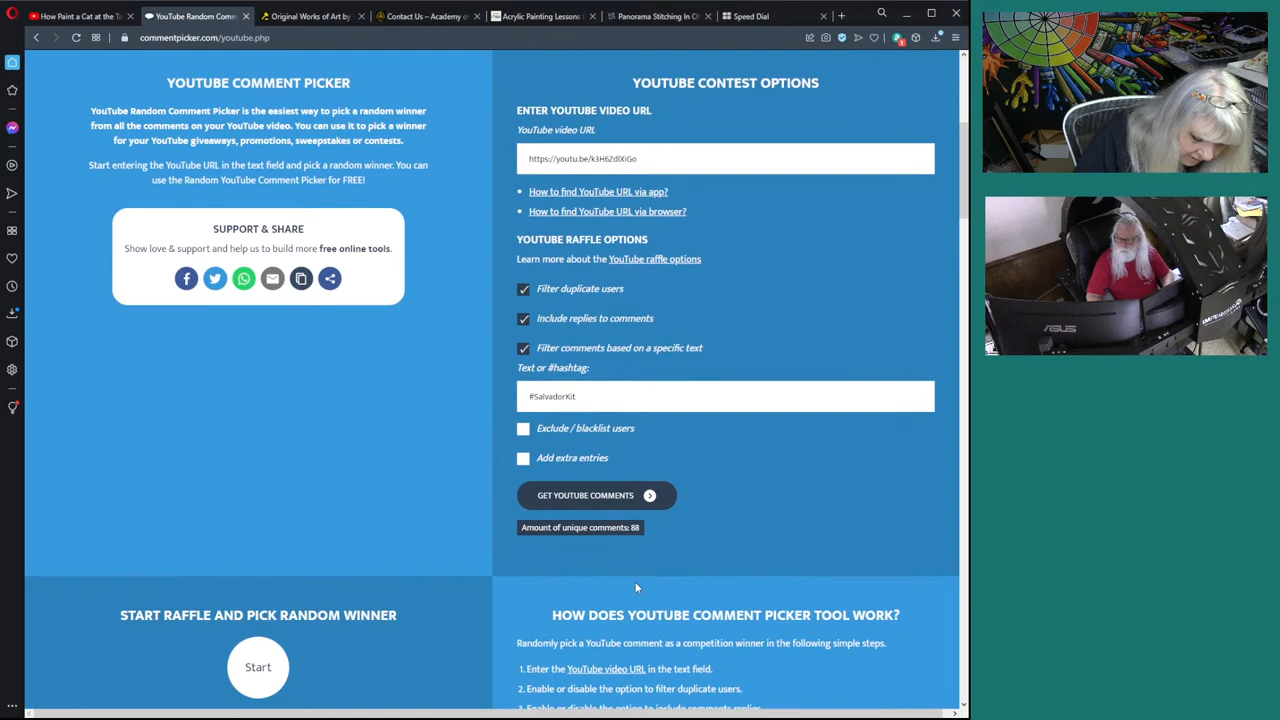 How Paint a Cat at the T
YouTube Random Comm
Original Works of Art by
Contact Us – Academy o
Acrylic Painting Lessons
Panorama Stitching In O
Speed Dial
commentpicker.com/youtube.php
YOUTUBE COMMENT PICKER
YouTube Random Comment Picker is the easiest way to pick a random winner
from all the comments on your YouTube video. You can use it to pick a winner
for your YouTube giveaways, promotions, sweepstakes or contests.
Start entering the YouTube URL in the text field and pick a random winner. You can
use the Random YouTube Comment Picker for FREE!
SUPPORT & SHARE
Show love & support and help us to build more free online tools.
YOUTUBE CONTEST OPTIONS
ENTER YOUTUBE VIDEO URL
YouTube video URL
https://youtu.be/k3H6ZdlXiGo
How to find YouTube URL via app?
How to find YouTube URL via browser?
YOUTUBE RAFFLE OPTIONS
Learn more about the YouTube raffle options
Filter duplicate users
Include replies to comments
Filter comments based on a specific text
Text or #hashtag:
#SalvadorKit
Exclude / blacklist users
Add extra entries
GET YOUTUBE COMMENTS
Amount of unique comments: 88
START RAFFLE AND PICK RANDOM WINNER
Start
HOW DOES YOUTUBE COMMENT PICKER TOOL WORK?
Randomly pick a YouTube comment as a competition winner in the following simple steps.
1. Enter the YouTube video URL in the text field.
2. Enable or disable the option to filter duplicate users.
3. Enable or disable the option to include comments replies.
ASUS